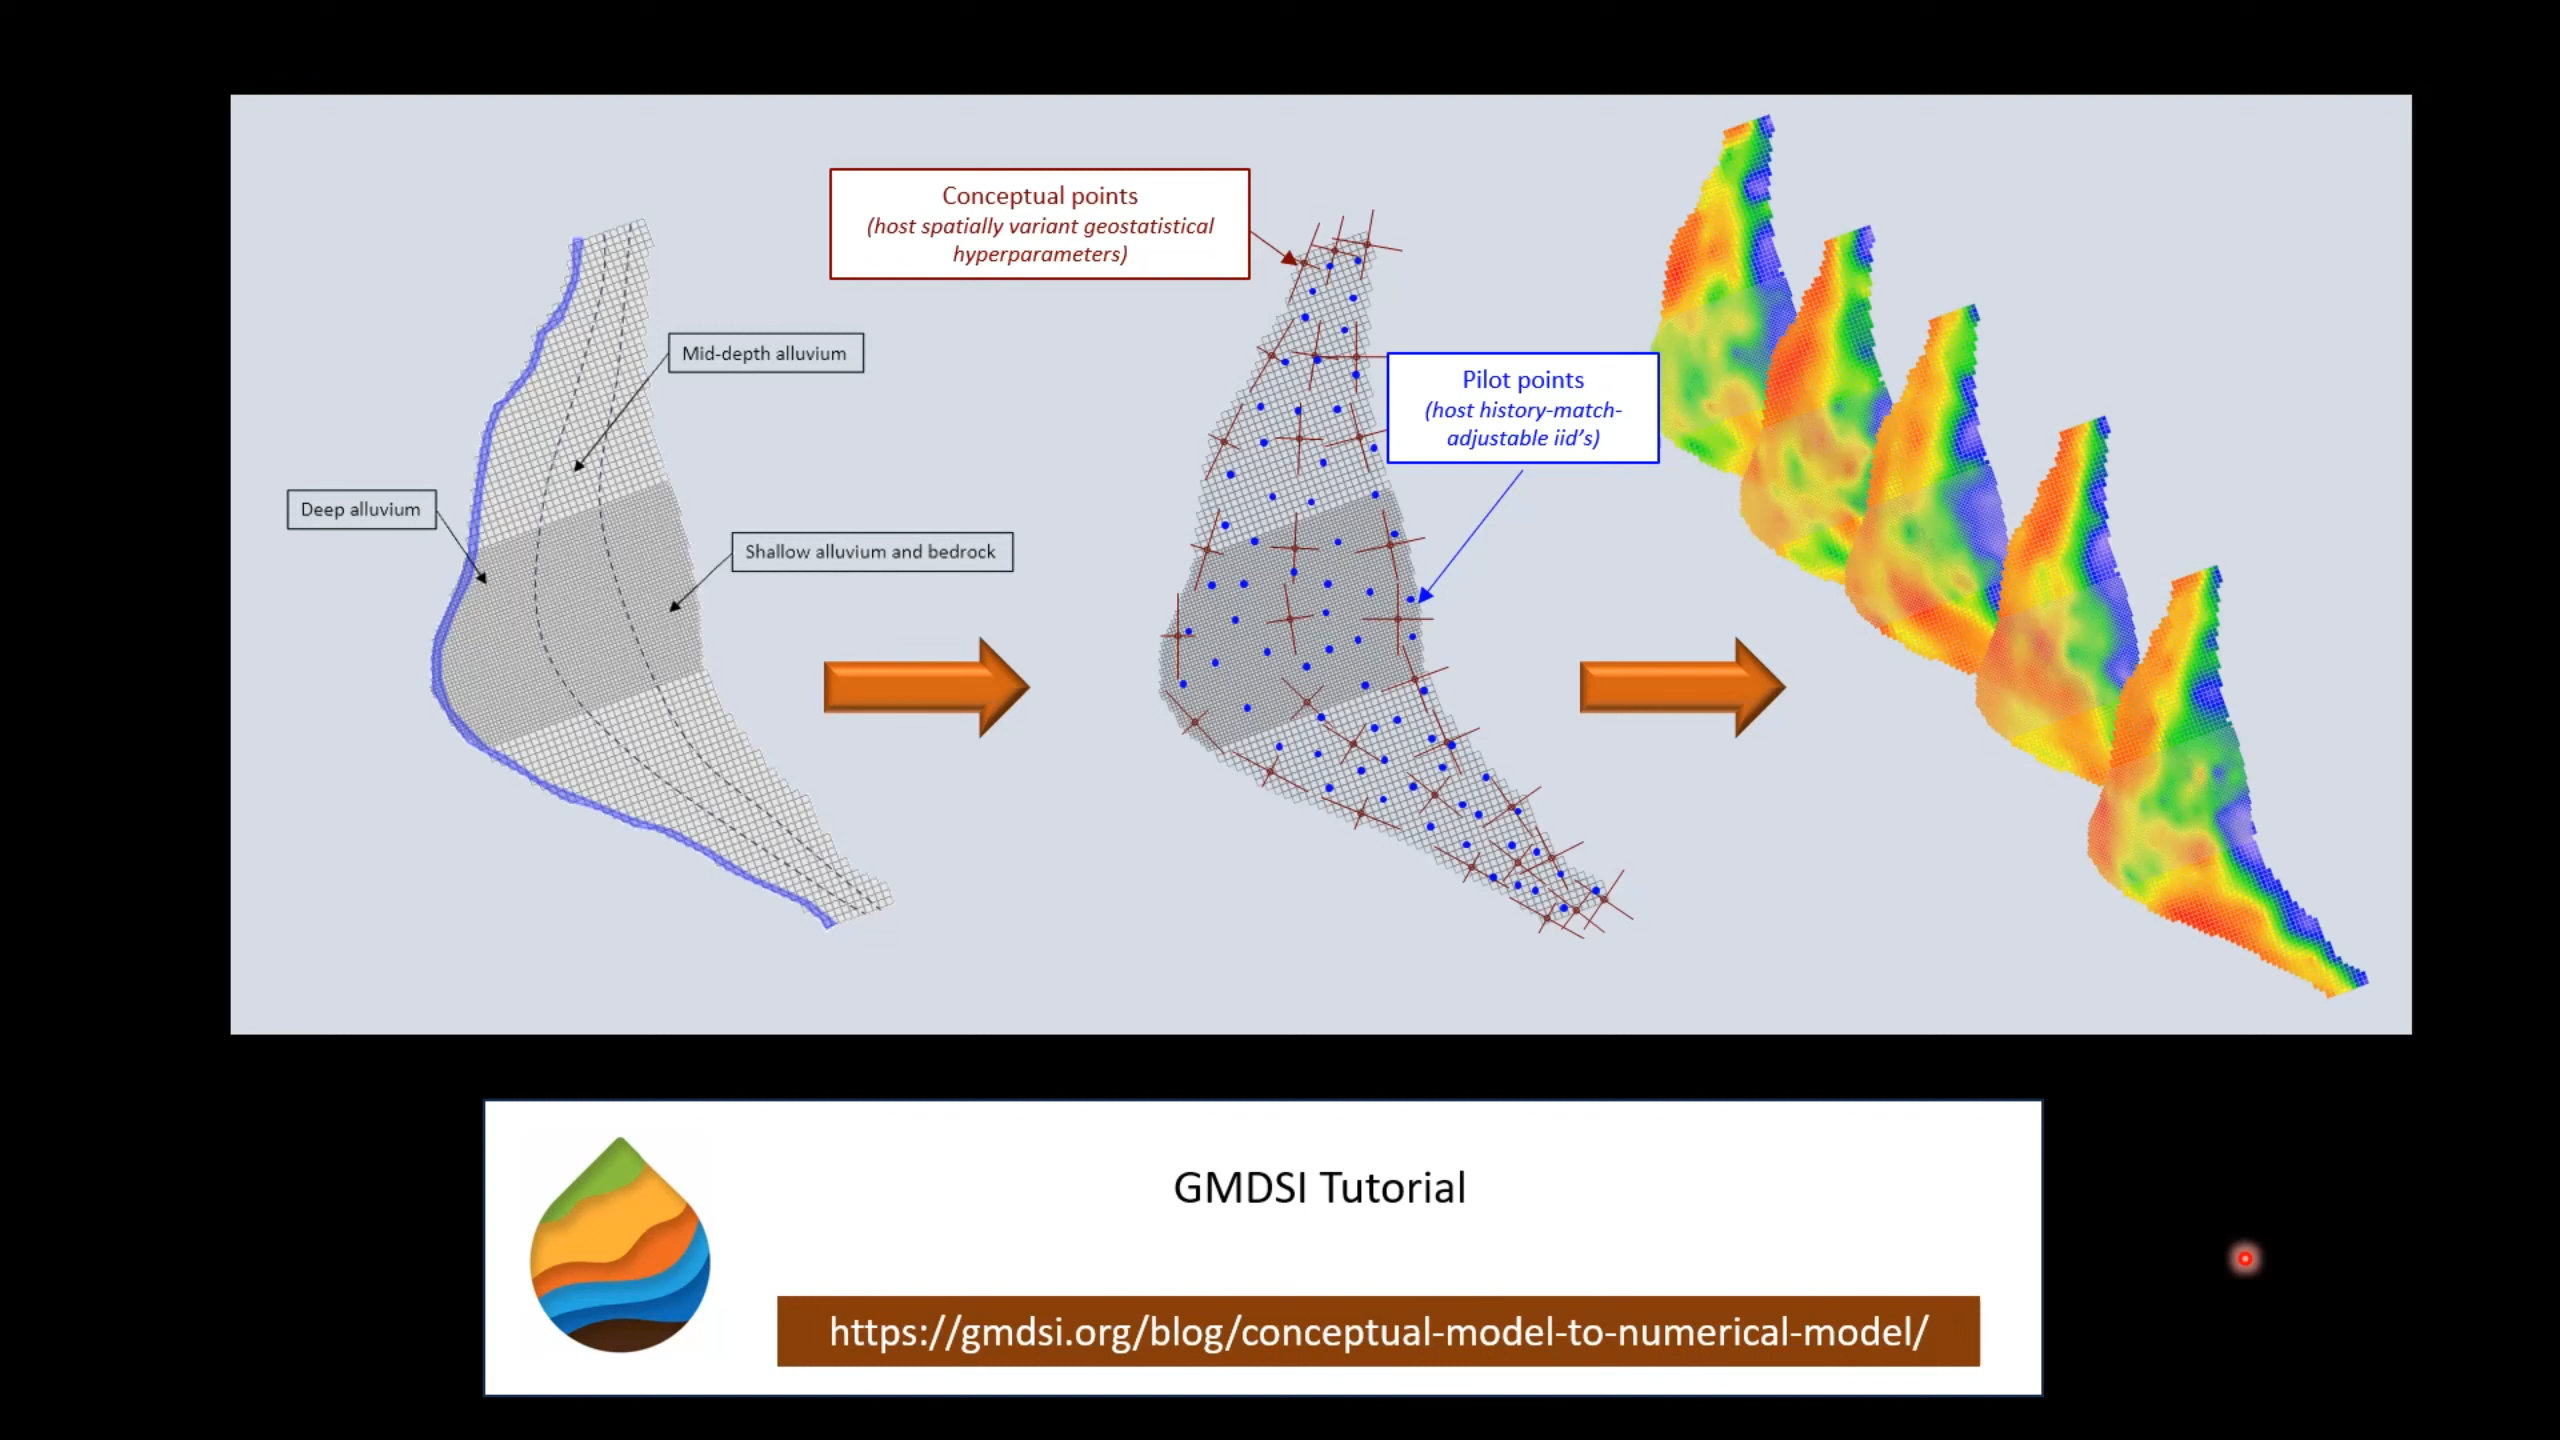 Conceptual points
(host spatially variant geostatistical
hyperparameters)
Mid-depth alluvium
Pilot points
(host history-match-
adjustable iid's)
Deep alluvium
Shallow alluvium and bedrock
GMDSI Tutorial
https://gmdsi.org/blog/conceptual-model-to-numerical-model/